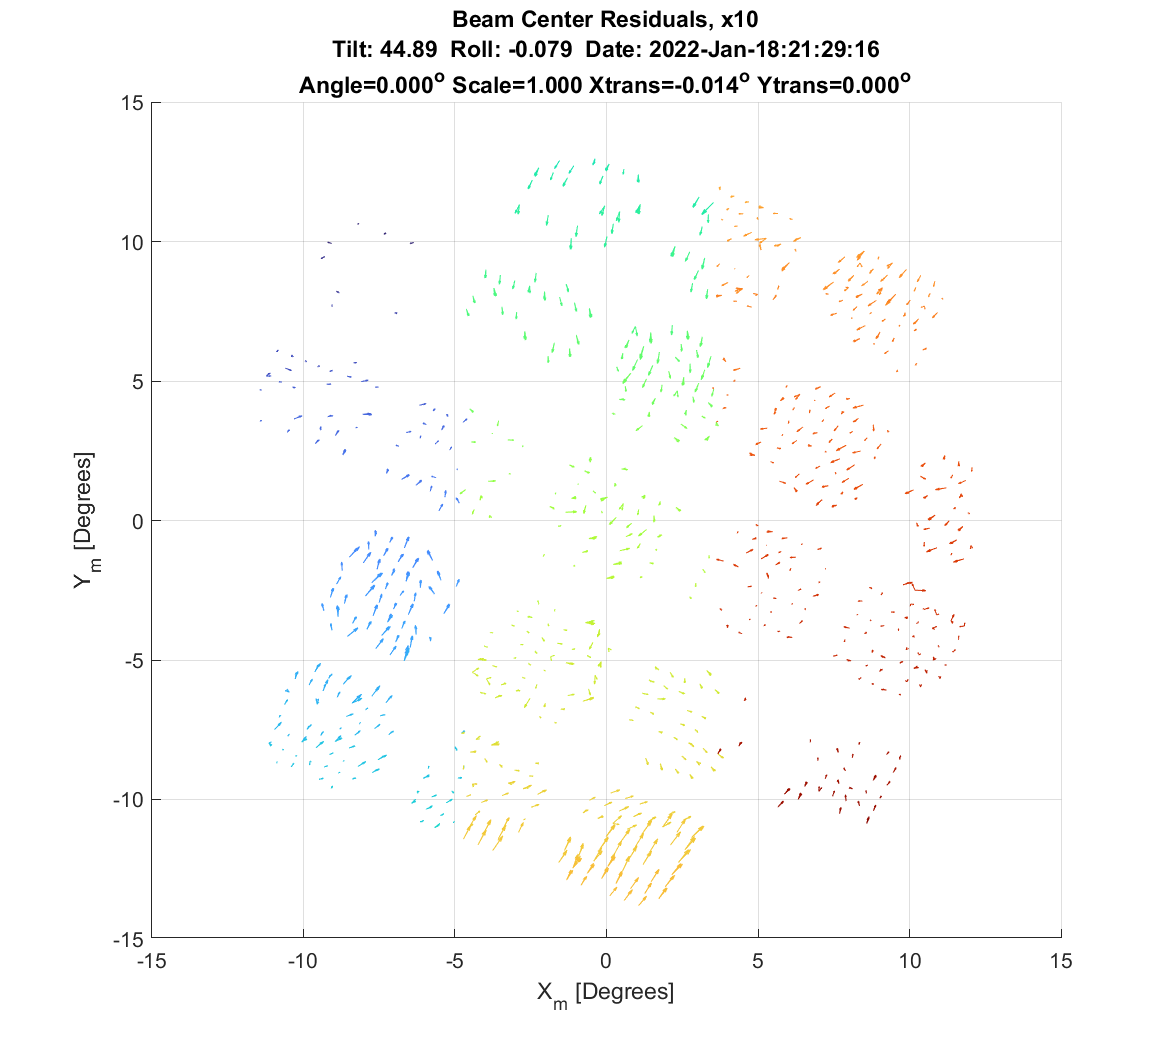 Beam Center Residuals, x10
Tilt: 44.89 Roll: -0.079 Date: 2022-Jan-18:21:29:16
Angle=0.000° Scale=1.000 Xtrans=-0.014° Ytrans=0.000°
15
10
5
0
-5
-10
-15
Y_m [Degrees]
-15 -10 -5 0 5 10 15
X_m [Degrees]